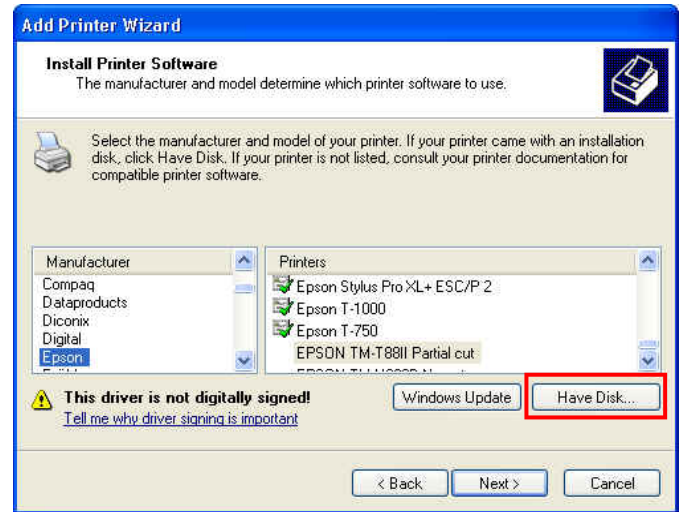 Add Printer Wizard
Install Printer Software
The manufacturer and model determine which printer software to use.
Select the manufacturer and model of your printer. If your printer came with an installation
disk, click Have Disk. If your printer is not listed, consult your printer documentation for
compatible printer software.
Manufacturer
Compaq
Dataproducts
Diconix
Digital
Epson
Printers
Epson Stylus Pro XL+ ESC/P 2
Epson T-1000
Epson T-750
EPSON TM-T88II Partial cut
This driver is not digitally signed!
Tell me why driver signing is important
Windows Update
Have Disk...
< Back
Next >
Cancel